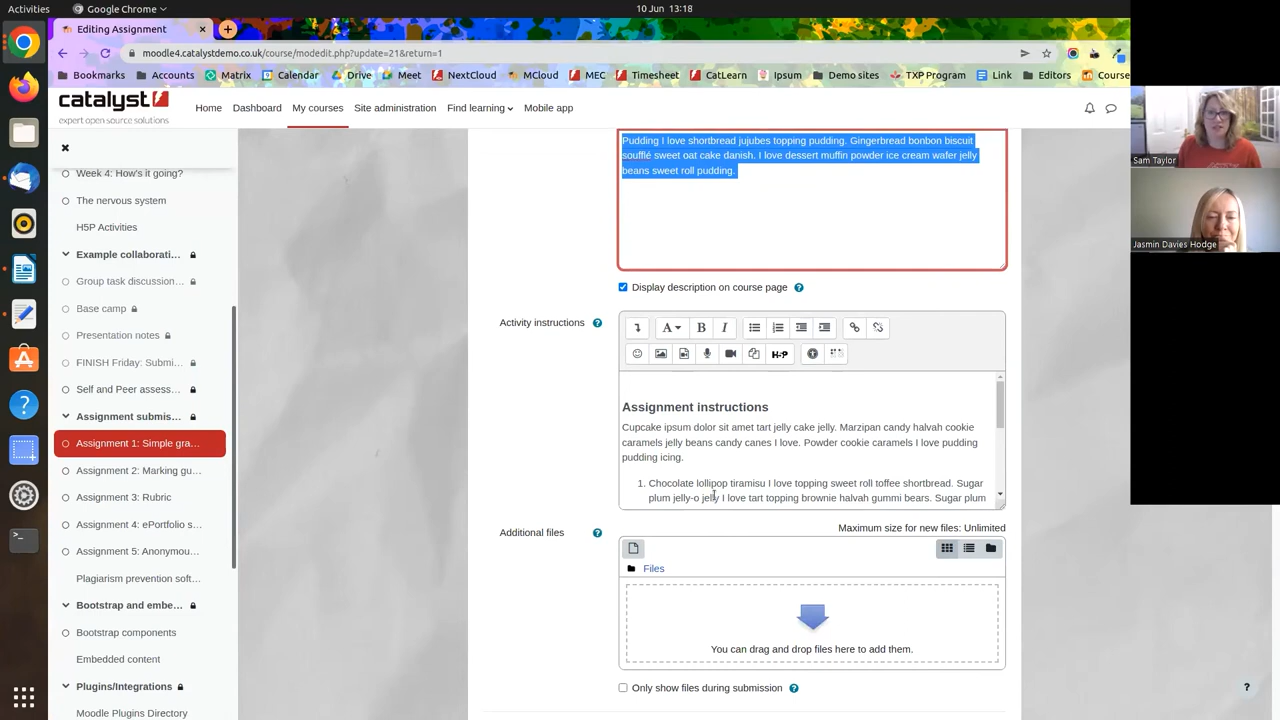 Activities
Google Chrome
10 Jun 13:18
Editing Assignment
moodle4.catalystdemo.co.uk/course/modedit.php?update=21&return=1
Bookmarks Accounts Matrix Calendar Drive Meet NextCloud MCloud MEC Timesheet CatLearn Ipsum Demo sites TXP Program Link Editors Course
catalyst
expert open source solutions
Home Dashboard My courses Site administration Find learning Mobile app
Week 4: How's it going?
The nervous system
H5P Activities
Example collaborati...
Group task discussion...
Base camp
Presentation notes
FINISH Friday: Submi...
Self and Peer assess...
Assignment submis...
Assignment 1: Simple gra...
Assignment 2: Marking gu...
Assignment 3: Rubric
Assignment 4: ePortfolio s...
Assignment 5: Anonymou...
Plagiarism prevention soft...
Bootstrap and embe...
Bootstrap components
Embedded content
Plugins/Integrations
Moodle Plugins Directory
Pudding I love shortbread jujubes topping pudding. Gingerbread bonbon biscuit
soufflé sweet oat cake danish. I love dessert muffin powder ice cream wafer jelly
beans sweet roll pudding.
Display description on course page
Activity instructions
A B I
H-P
Assignment instructions
Cupcake ipsum dolor sit amet tart jelly cake jelly. Marzipan candy halvah cookie
caramels jelly beans candy canes I love. Powder cookie caramels I love pudding
pudding icing.
1. Chocolate lollipop tiramisu I love topping sweet roll toffee shortbread. Sugar
plum jelly-o jelly I love tart topping brownie halvah gummi bears. Sugar plum
Additional files
Maximum size for new files: Unlimited
Files
You can drag and drop files here to add them.
Only show files during submission
Sam Taylor
Jasmin Davies Hodge